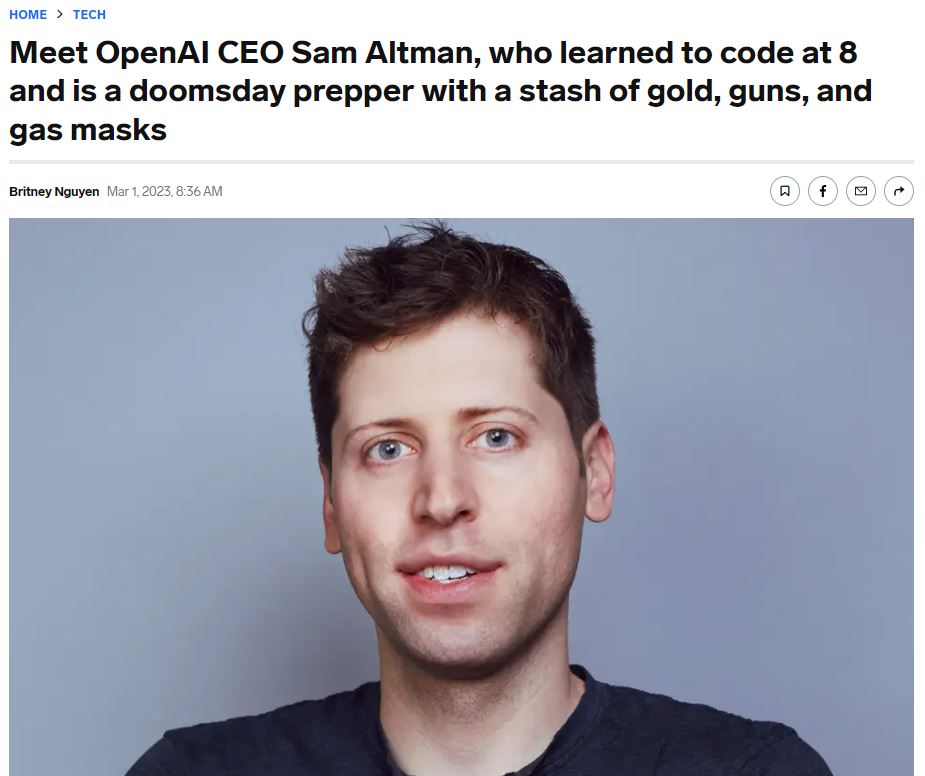 HOME > TECH
Meet OpenAI CEO Sam Altman, who learned to code at 8
and is a doomsday prepper with a stash of gold, guns, and
gas masks
Britney Nguyen Mar 1, 2023, 8:36 AM